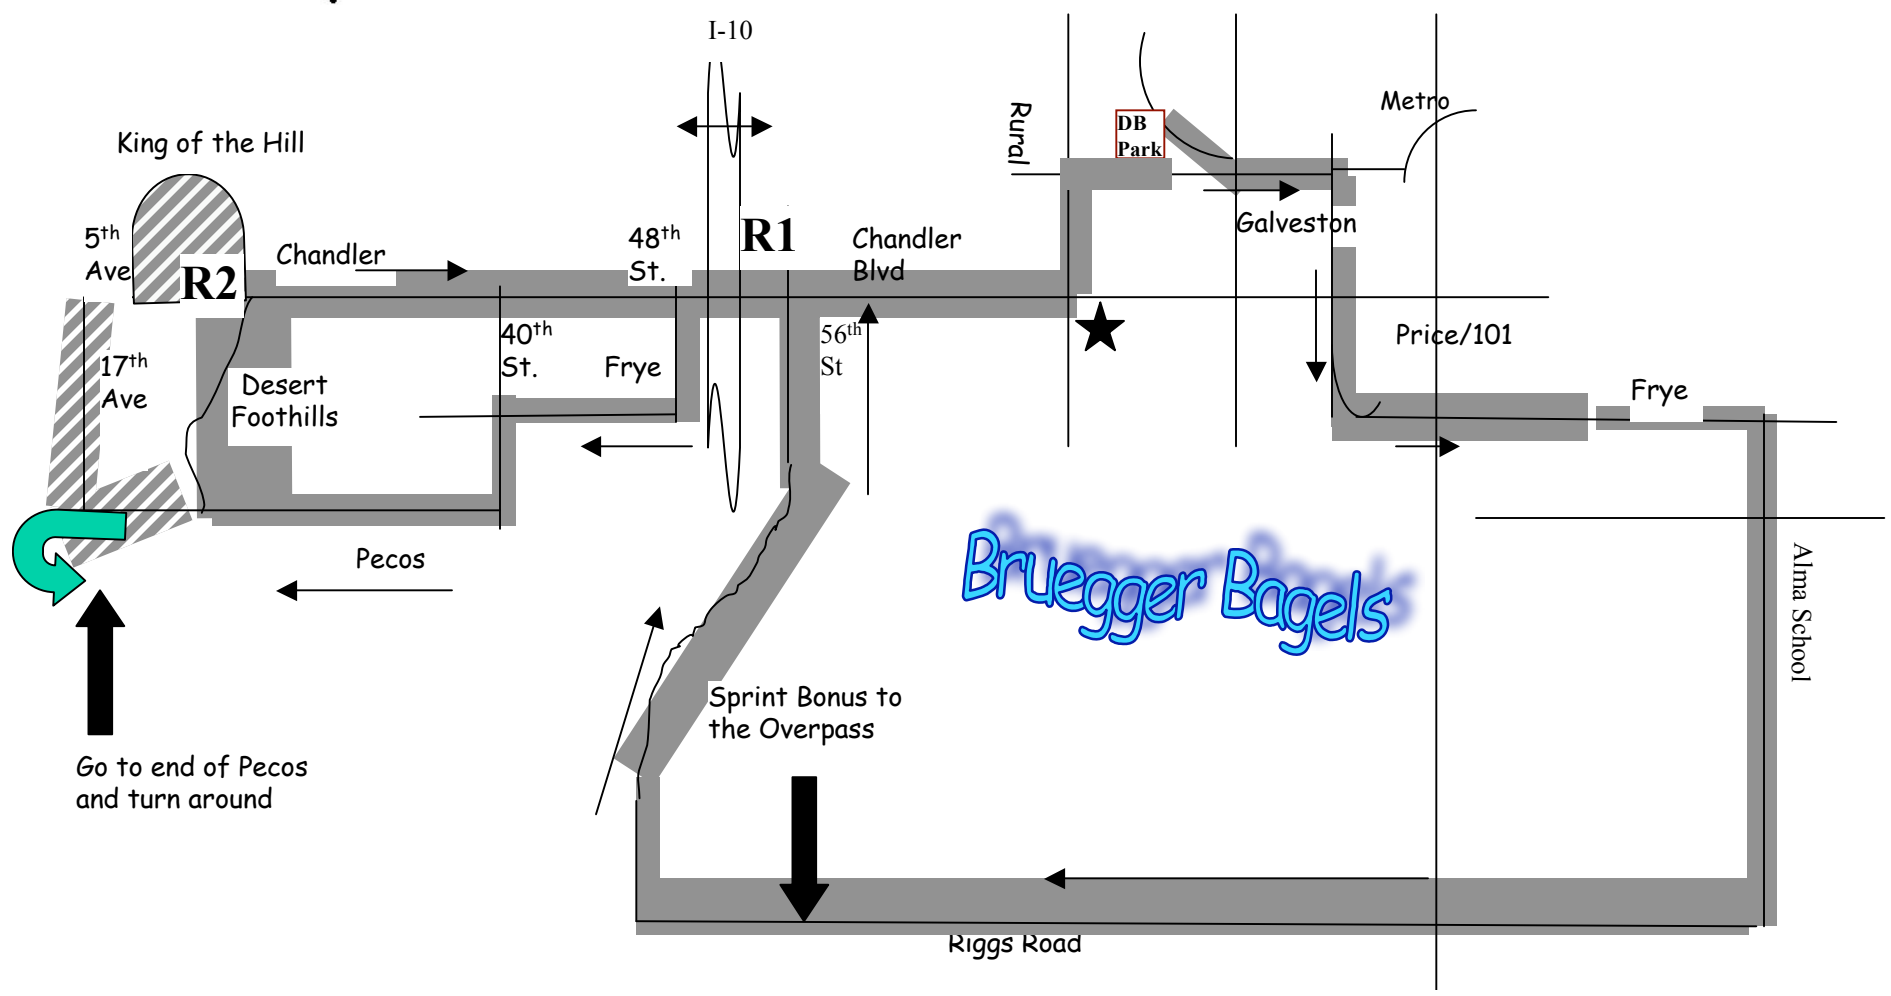 I-10
Metro
Rural
DB
Park
King of the Hill
Galveston
5th
Ave
R2
Chandler
48th
St.
R1
Chandler
Blvd
17th
Ave
Desert
Foothills
40th
St.
Frye
56th
St
Price/101
Frye
Pecos
Bruegger Bagels
Alma School
Sprint Bonus to
the Overpass
Go to end of Pecos
and turn around
Riggs Road